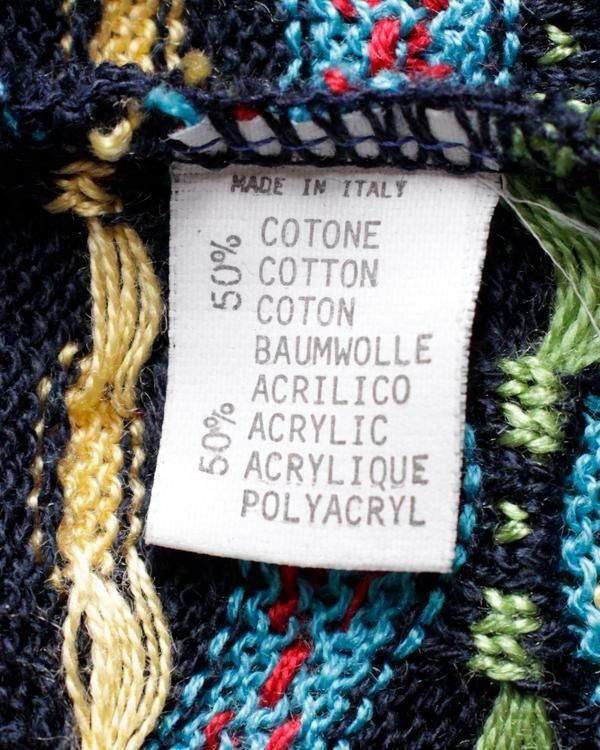 MADE IN ITALY
50%
COTONE
COTTON
COTON
BAUMWOLLE
50%
ACRILICO
ACRYLIC
ACRYLIQUE
POLYACRYL